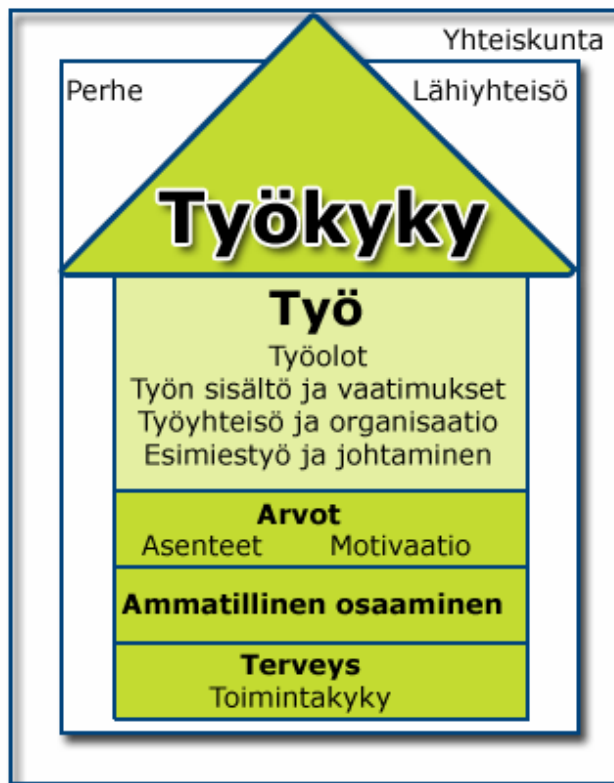 Yhteiskunta
Perhe
Lähiyhteisö
Työkyky
Työ
Työolot
Työn sisältö ja vaatimukset
Työyhteisö ja organisaatio
Esimiestyö ja johtaminen
Arvot
Asenteet Motivaatio
Ammatillinen osaaminen
Terveys
Toimintakyky